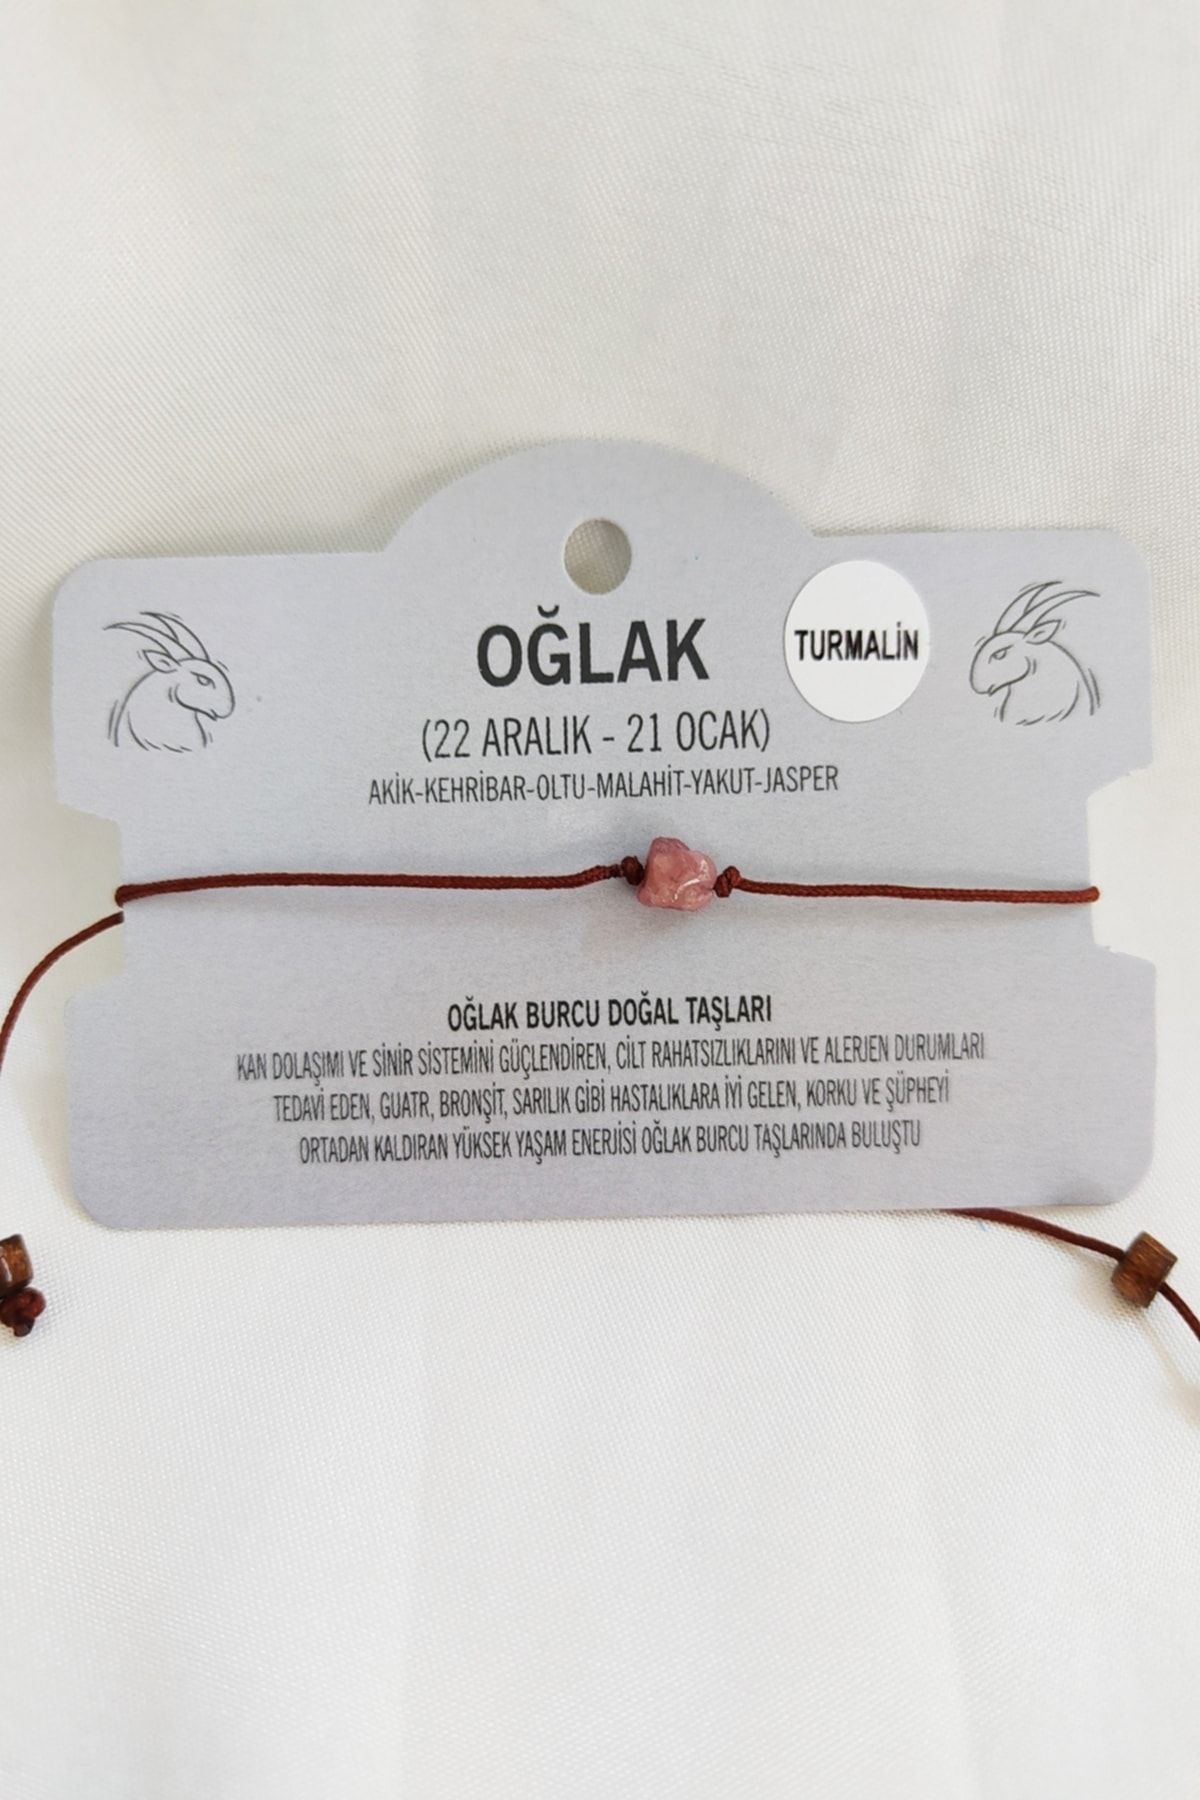 OĞLAK
TURMALİN
(22 ARALIK - 21 OCAK)
AKİK-KEHRİBAR-OLTU-MALAHİT-YAKUT-JASPER
OĞLAK BURCU DOĞAL TAŞLARI
KAN DOLAŞIMI VE SİNİR SİSTEMİNİ GÜÇLENDİREN, CİLT RAHATSIZLIKLARINI VE ALERJEN DURUMLARI
TEDAVİ EDEN, GUATR, BRONŞİT, SARILIK GİBİ HASTALIKLARA İYİ GELEN, KORKU VE ŞÜPHEYİ
ORTADAN KALDIRAN YÜKSEK YAŞAM ENERJİSİ OĞLAK BURCU TAŞLARINDA BULUŞTU